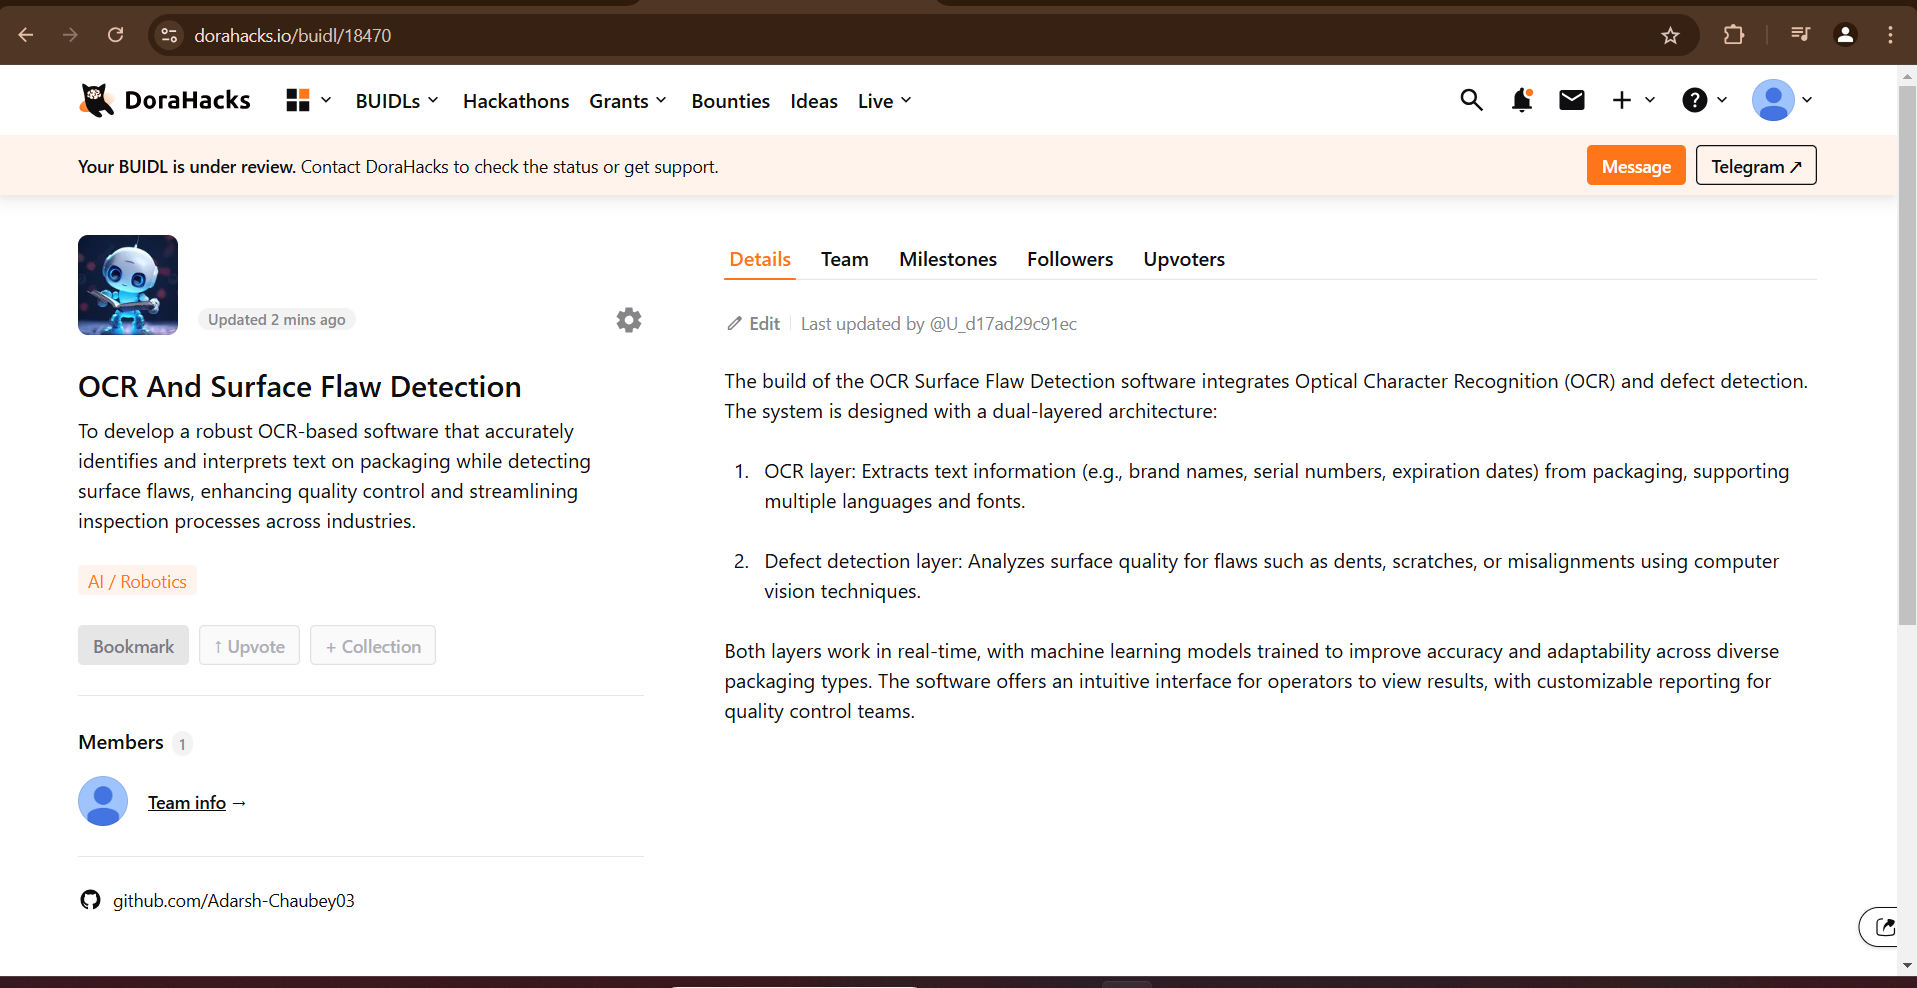 dorahacks.io/buidl/18470
DoraHacks BUIDLs Hackathons Grants Bounties Ideas Live
Your BUIDL is under review. Contact DoraHacks to check the status or get support. Message Telegram ↗
Updated 2 mins ago
OCR And Surface Flaw Detection
To develop a robust OCR-based software that accurately
identifies and interprets text on packaging while detecting
surface flaws, enhancing quality control and streamlining
inspection processes across industries.
AI / Robotics
Bookmark ↑ Upvote + Collection
Members 1
Team info →
github.com/Adarsh-Chaubey03
Details Team Milestones Followers Upvoters
Edit Last updated by @U_d17ad29c91ec
The build of the OCR Surface Flaw Detection software integrates Optical Character Recognition (OCR) and defect detection.
The system is designed with a dual-layered architecture:
1. OCR layer: Extracts text information (e.g., brand names, serial numbers, expiration dates) from packaging, supporting
multiple languages and fonts.
2. Defect detection layer: Analyzes surface quality for flaws such as dents, scratches, or misalignments using computer
vision techniques.
Both layers work in real-time, with machine learning models trained to improve accuracy and adaptability across diverse
packaging types. The software offers an intuitive interface for operators to view results, with customizable reporting for
quality control teams.